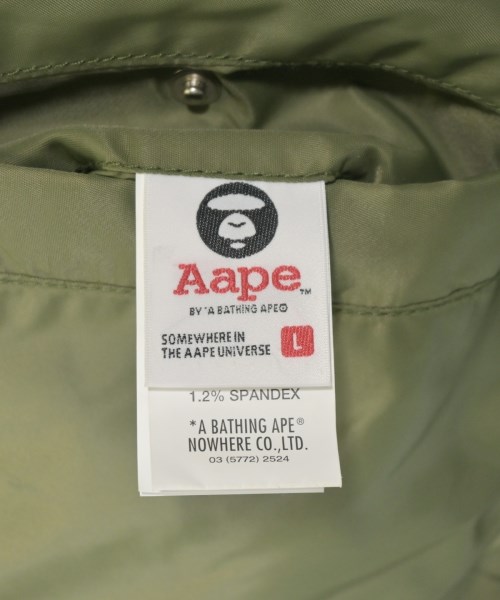 Aape™
BY *A BATHING APE®
SOMEWHERE IN
THE AAPE UNIVERSE
L
1.2% SPANDEX
*A BATHING APE®
NOWHERE CO.,LTD.
03 (5772) 2524